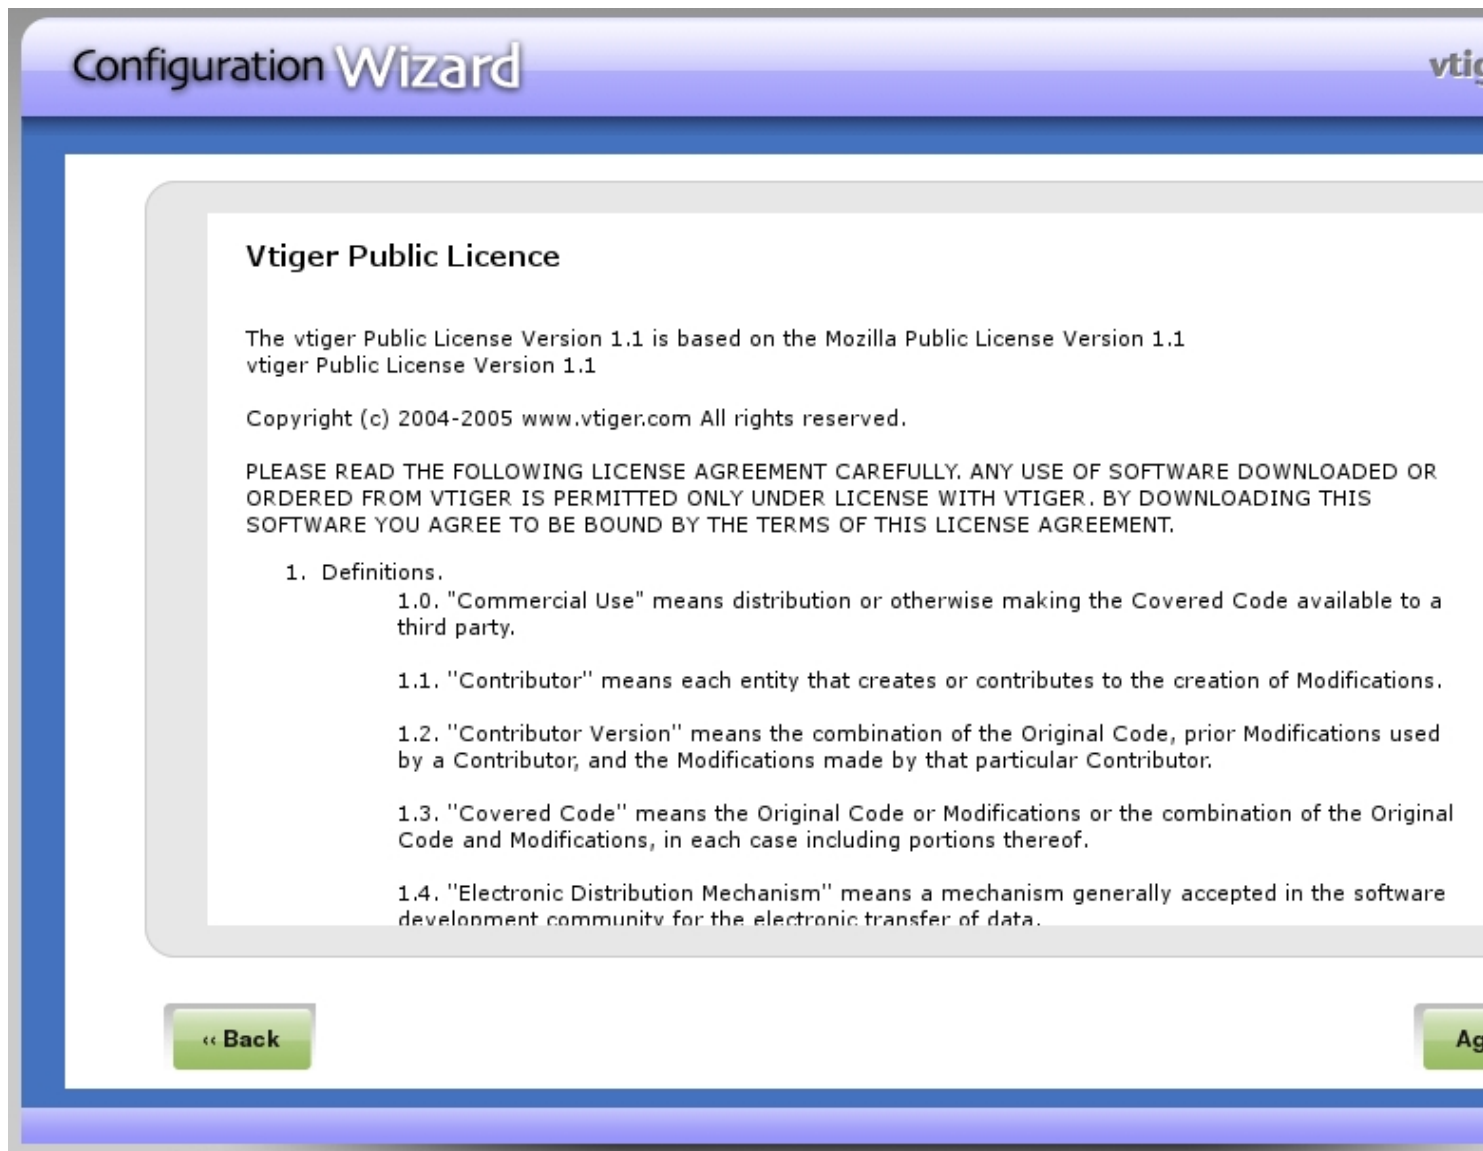 Configuration Wizard
Vtiger Public Licence
The vtiger Public License Version 1.1 is based on the Mozilla Public License Version 1.1
vtiger Public License Version 1.1
Copyright (c) 2004-2005 www.vtiger.com All rights reserved.
PLEASE READ THE FOLLOWING LICENSE AGREEMENT CAREFULLY. ANY USE OF SOFTWARE DOWNLOADED OR
ORDERED FROM VTIGER IS PERMITTED ONLY UNDER LICENSE WITH VTIGER. BY DOWNLOADING THIS
SOFTWARE YOU AGREE TO BE BOUND BY THE TERMS OF THIS LICENSE AGREEMENT.
1. Definitions.
1.0. "Commercial Use" means distribution or otherwise making the Covered Code available to a
third party.
1.1. ''Contributor'' means each entity that creates or contributes to the creation of Modifications.
1.2. ''Contributor Version'' means the combination of the Original Code, prior Modifications used
by a Contributor, and the Modifications made by that particular Contributor.
1.3. ''Covered Code'' means the Original Code or Modifications or the combination of the Original
Code and Modifications, in each case including portions thereof.
1.4. ''Electronic Distribution Mechanism'' means a mechanism generally accepted in the software
development community for the electronic transfer of data.
‹‹ Back